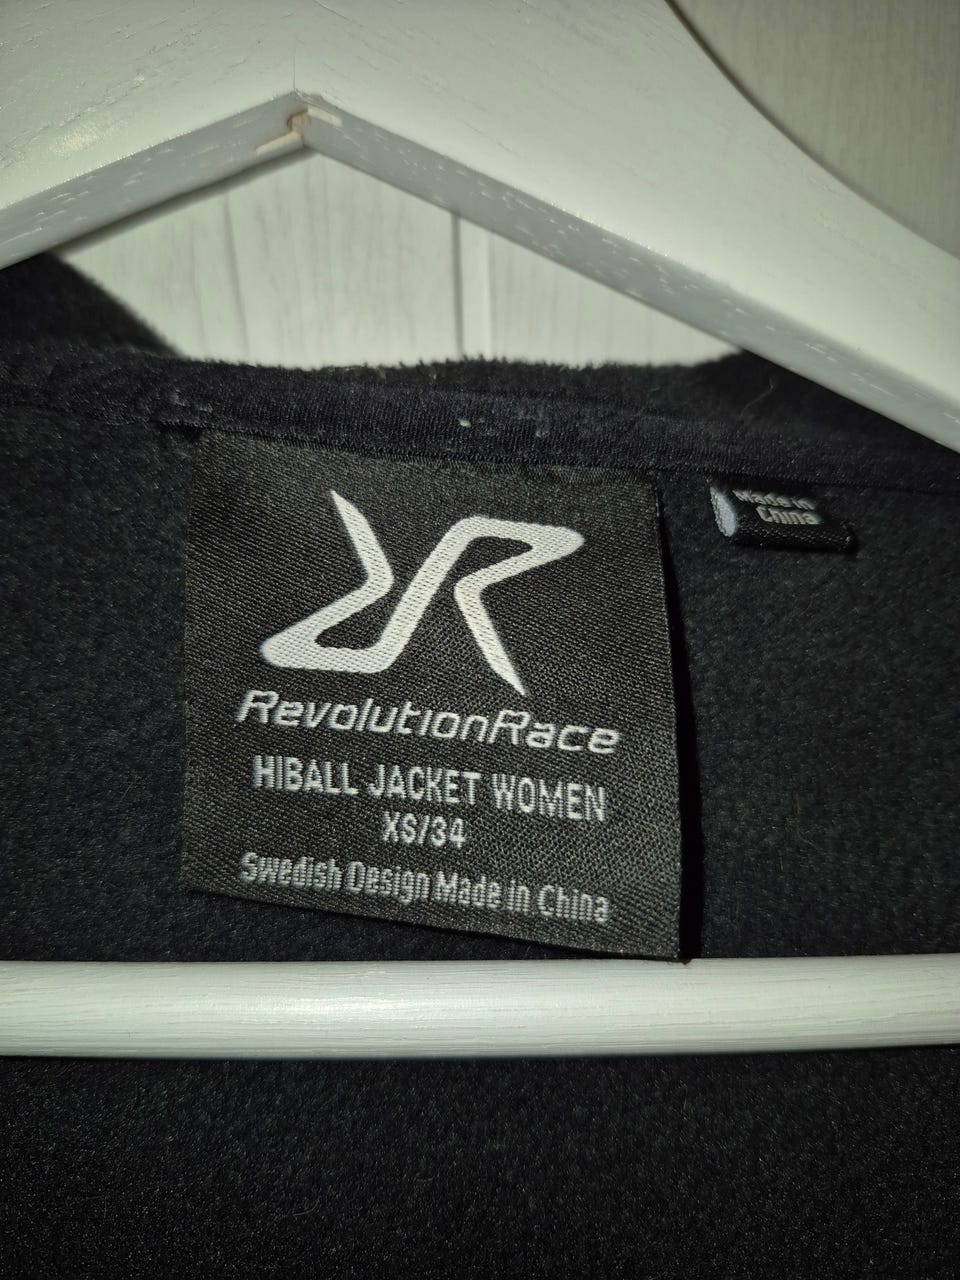 RevolutionRace
HIBALL JACKET WOMEN
XS/34
Swedish Design Made in China
Made in
China